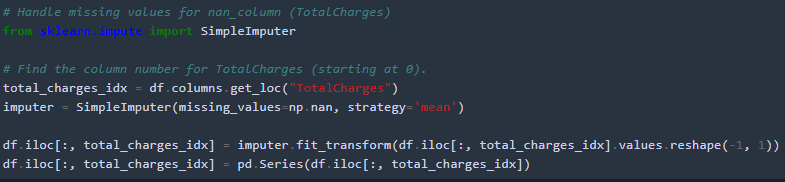 # Handle missing values for nan_column (TotalCharges)
from sklearn.impute import SimpleImputer
# Find the column number for TotalCharges (starting at 0).
total_charges_idx = df.columns.get_loc("TotalCharges")
imputer = SimpleImputer(missing_values=np.nan, strategy='mean')
df.iloc[:, total_charges_idx] = imputer.fit_transform(df.iloc[:, total_charges_idx].values.reshape(-1, 1))
df.iloc[:, total_charges_idx] = pd.Series(df.iloc[:, total_charges_idx])